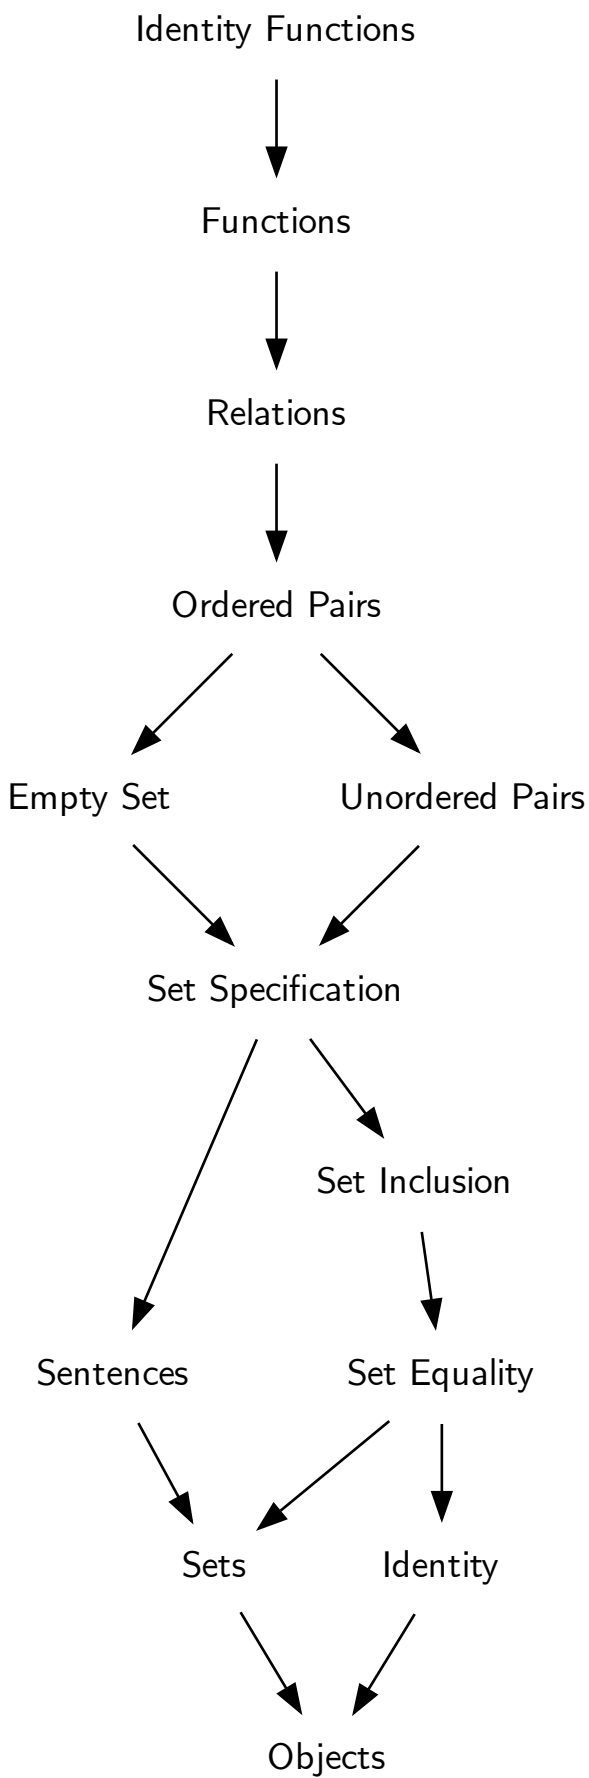 Identity Functions
Functions
Relations
Ordered Pairs
Empty Set
Unordered Pairs
Set Specification
Set Inclusion
Sentences
Set Equality
Sets
Identity
Objects